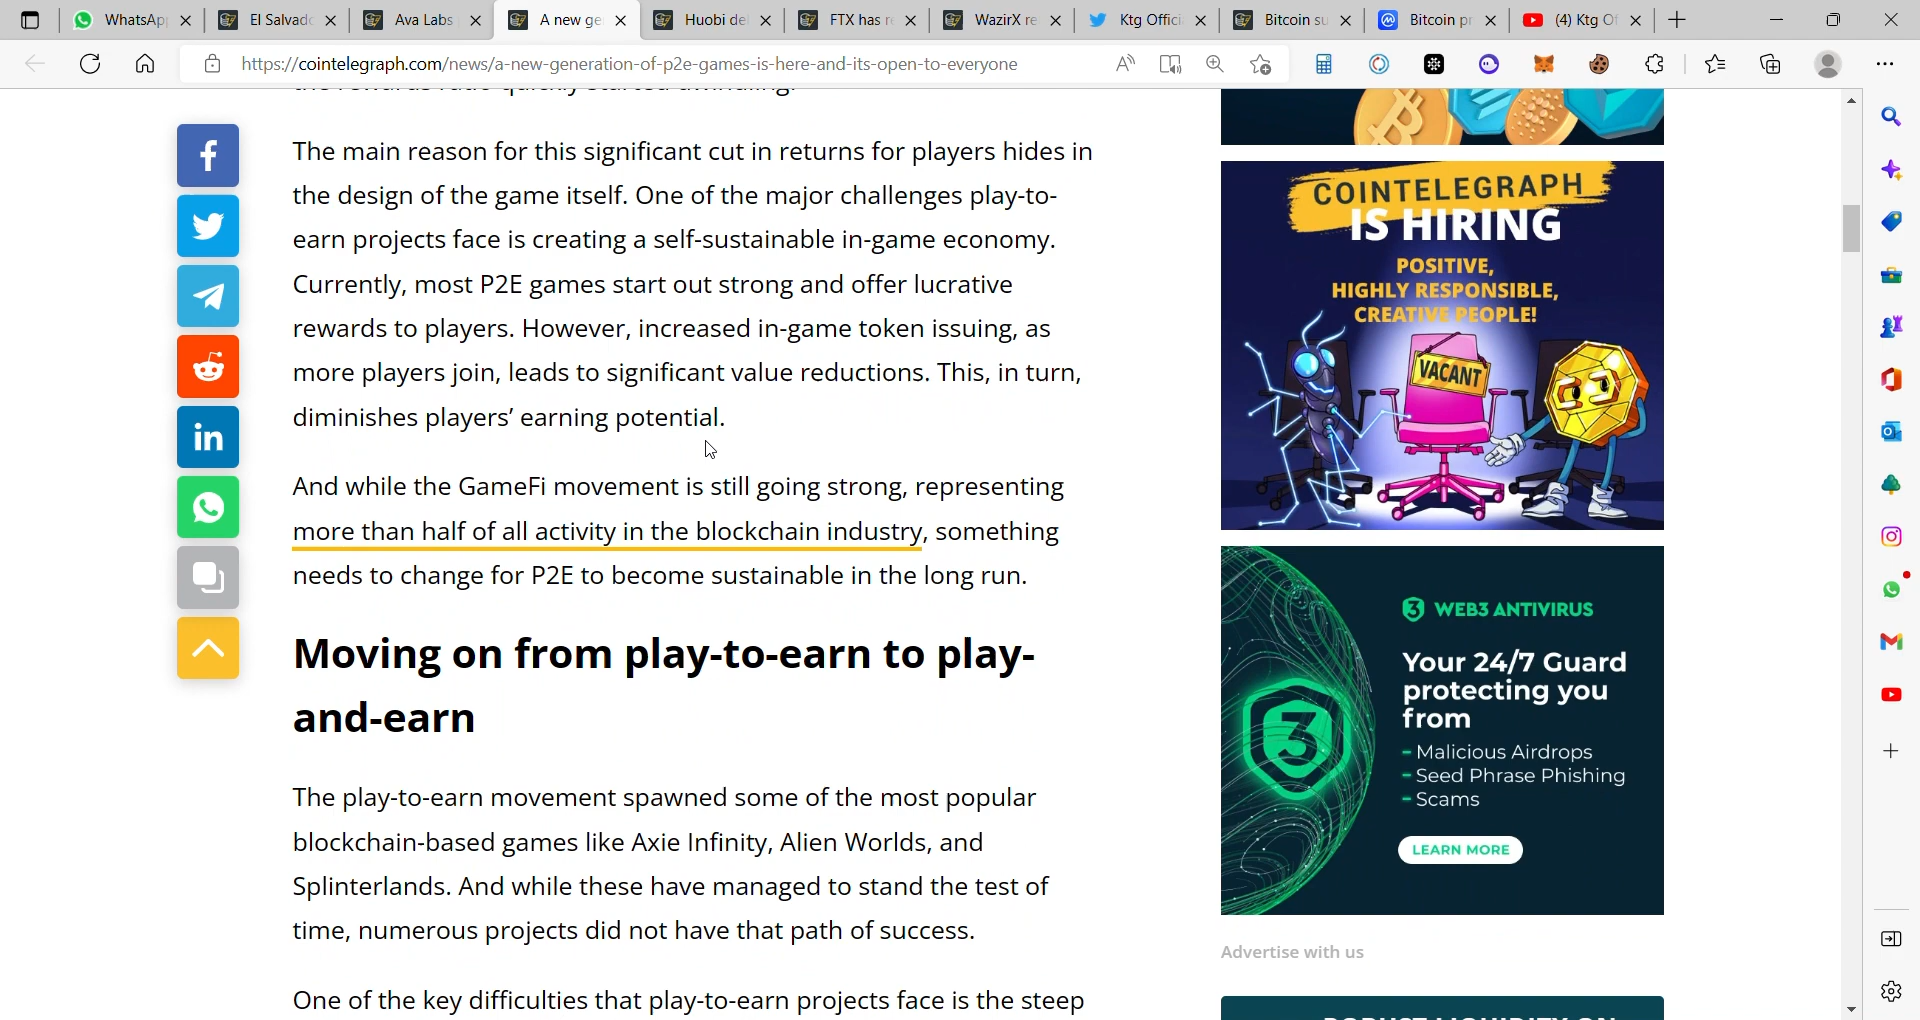 WhatsAp
El Salvado
Ava Labs
A new ge
Huobi de
FTX has r
WazirX re
Ktg Offici
Bitcoin su
Bitcoin pr
(4) Ktg Of
https://cointelegraph.com/news/a-new-generation-of-p2e-games-is-here-and-its-open-to-everyone
The main reason for this significant cut in returns for players hides in
the design of the game itself. One of the major challenges play-to-
earn projects face is creating a self-sustainable in-game economy.
Currently, most P2E games start out strong and offer lucrative
rewards to players. However, increased in-game token issuing, as
more players join, leads to significant value reductions. This, in turn,
diminishes players’ earning potential.
And while the GameFi movement is still going strong, representing
more than half of all activity in the blockchain industry, something
needs to change for P2E to become sustainable in the long run.
Moving on from play-to-earn to play-
and-earn
The play-to-earn movement spawned some of the most popular
blockchain-based games like Axie Infinity, Alien Worlds, and
Splinterlands. And while these have managed to stand the test of
time, numerous projects did not have that path of success.
One of the key difficulties that play-to-earn projects face is the steep
COINTELEGRAPH
IS HIRING
POSITIVE,
HIGHLY RESPONSIBLE,
CREATIVE PEOPLE!
VACANT
3 WEB3 ANTIVIRUS
Your 24/7 Guard
protecting you
from
- Malicious Airdrops
- Seed Phrase Phishing
- Scams
LEARN MORE
Advertise with us